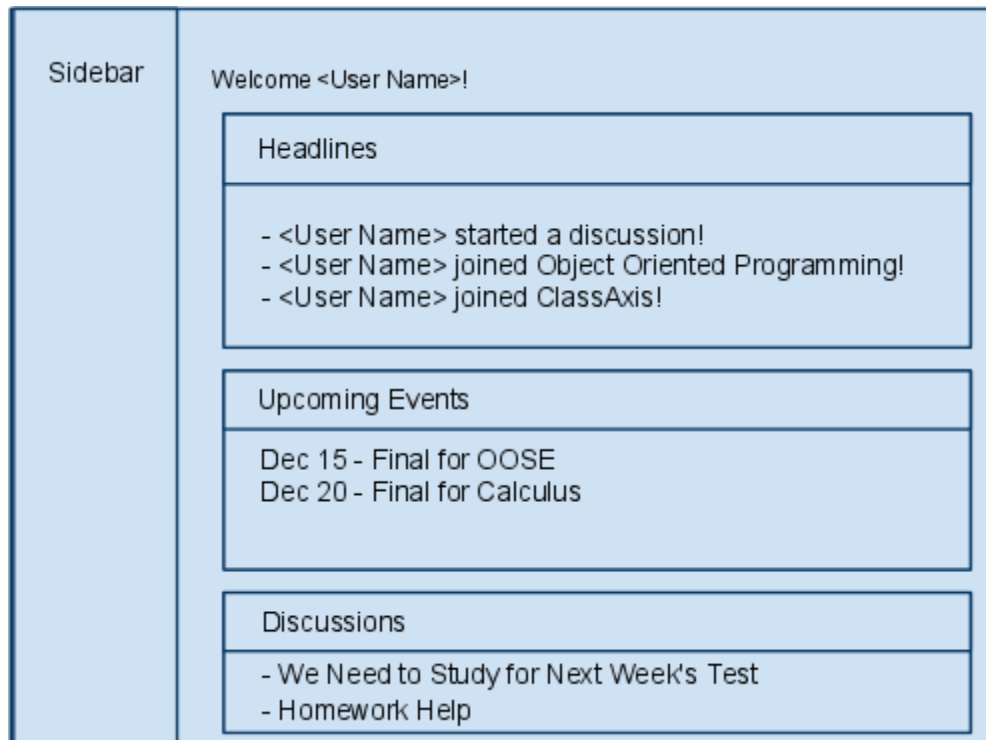 Sidebar
Welcome <User Name>!
Headlines
- <User Name> started a discussion!
- <User Name> joined Object Oriented Programming!
- <User Name> joined ClassAxis!
Upcoming Events
Dec 15 - Final for OOSE
Dec 20 - Final for Calculus
Discussions
- We Need to Study for Next Week's Test
- Homework Help